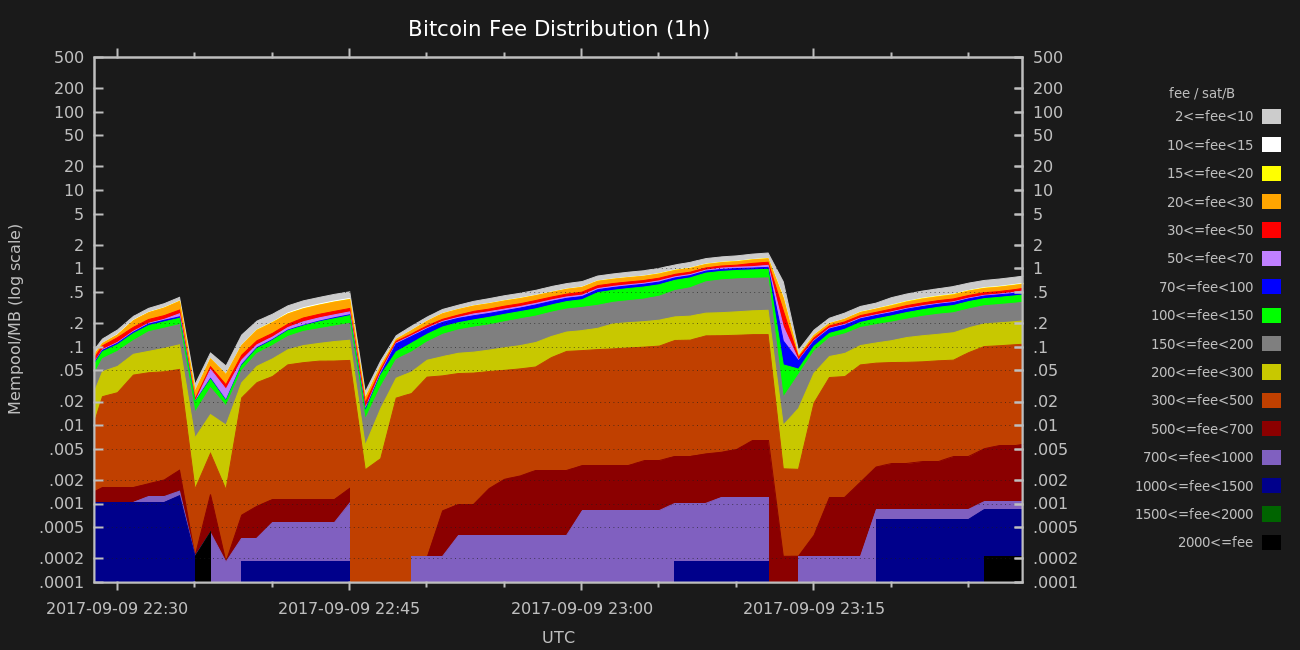 Bitcoin Fee Distribution (1h)
500 500
200 200
100 100
50 50
20 20
10 10
5 5
2 2
1 1
.5 .5
.2 .2
.1 .1
.05 .05
.02 .02
.01 .01
.005 .005
.002 .002
.001 .001
.0005 .0005
.0002 .0002
.0001 .0001
Mempool/MB (log scale)
2017-09-09 22:30 2017-09-09 22:45 2017-09-09 23:00 2017-09-09 23:15
UTC
fee / sat/B
2<=fee<10
10<=fee<15
15<=fee<20
20<=fee<30
30<=fee<50
50<=fee<70
70<=fee<100
100<=fee<150
150<=fee<200
200<=fee<300
300<=fee<500
500<=fee<700
700<=fee<1000
1000<=fee<1500
1500<=fee<2000
2000<=fee